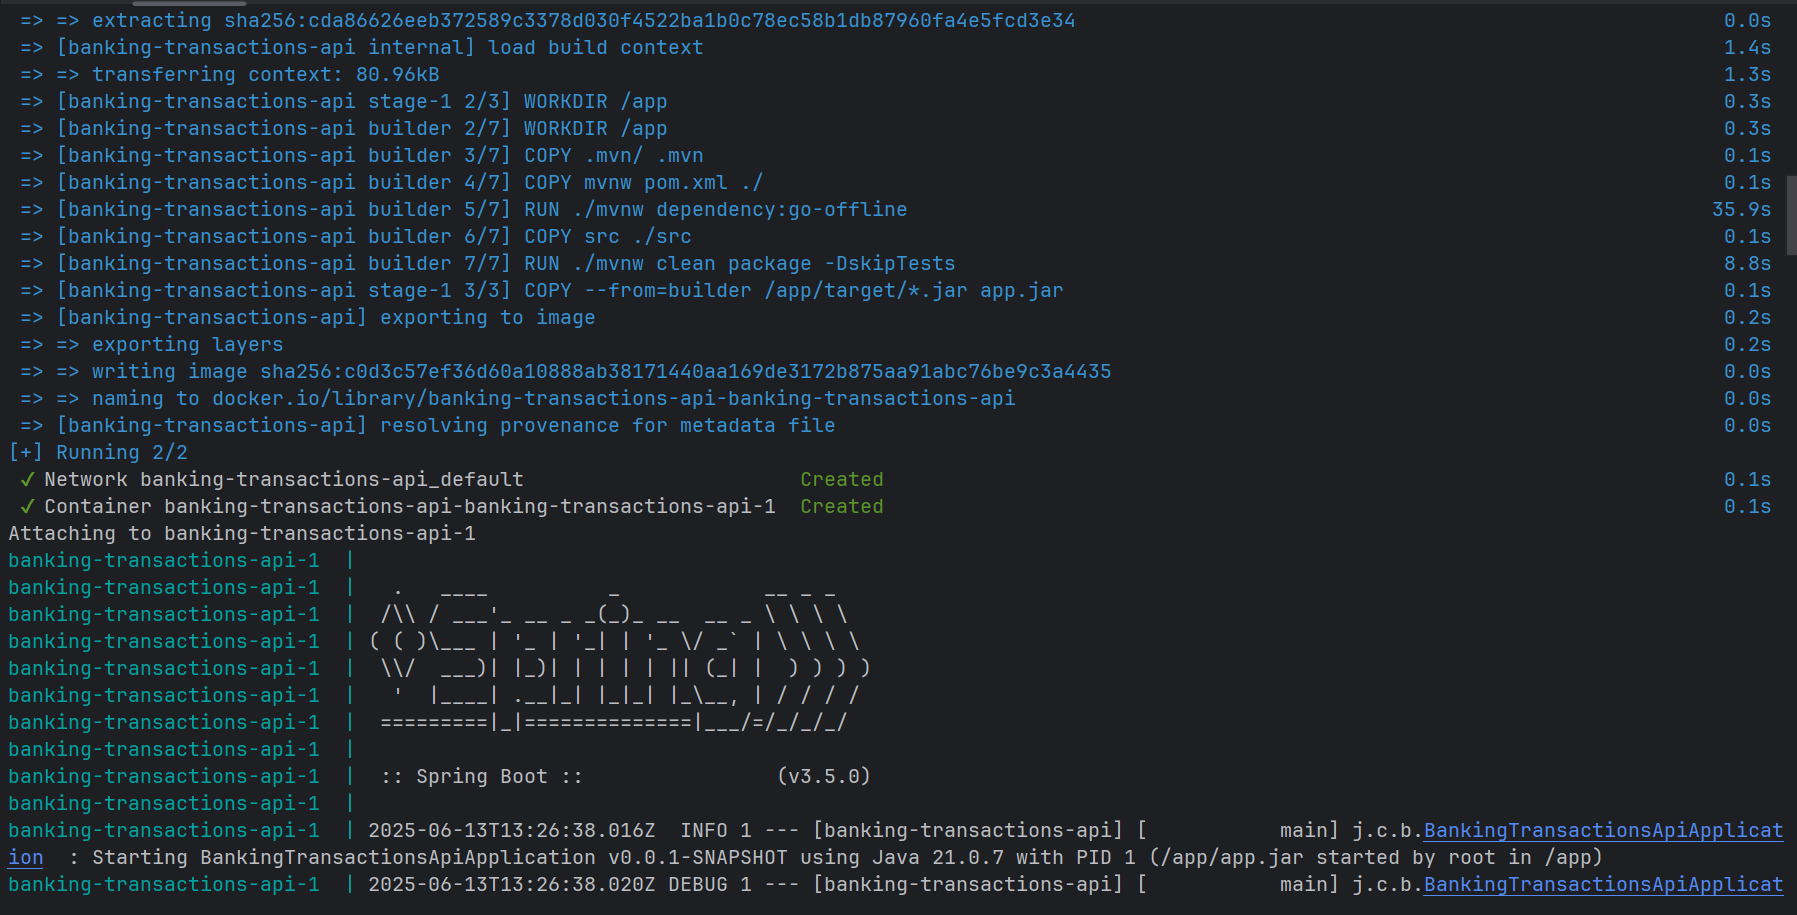 => => extracting sha256:cda86626eeb372589c3378d030f4522ba1b0c78ec58b1db87960fa4e5fcd3e34 0.0s
=> [banking-transactions-api internal] load build context 1.4s
=> => transferring context: 80.96kB 1.3s
=> [banking-transactions-api stage-1 2/3] WORKDIR /app 0.3s
=> [banking-transactions-api builder 2/7] WORKDIR /app 0.3s
=> [banking-transactions-api builder 3/7] COPY .mvn/ .mvn 0.1s
=> [banking-transactions-api builder 4/7] COPY mvnw pom.xml ./ 0.1s
=> [banking-transactions-api builder 5/7] RUN ./mvnw dependency:go-offline 35.9s
=> [banking-transactions-api builder 6/7] COPY src ./src 0.1s
=> [banking-transactions-api builder 7/7] RUN ./mvnw clean package -DskipTests 8.8s
=> [banking-transactions-api stage-1 3/3] COPY --from=builder /app/target/*.jar app.jar 0.1s
=> [banking-transactions-api] exporting to image 0.2s
=> => exporting layers 0.2s
=> => writing image sha256:c0d3c57ef36d60a10888ab38171440aa169de3172b875aa91abc76be9c3a4435 0.0s
=> => naming to docker.io/library/banking-transactions-api-banking-transactions-api 0.0s
=> [banking-transactions-api] resolving provenance for metadata file 0.0s
[+] Running 2/2
✓ Network banking-transactions-api_default Created 0.1s
✓ Container banking-transactions-api-banking-transactions-api-1 Created 0.1s
Attaching to banking-transactions-api-1
banking-transactions-api-1  |
banking-transactions-api-1  |   .   ____          _            __ _ _
banking-transactions-api-1  |  /\\ / ___'_ __ _ _(_)_ __  __ _ \ \ \ \
banking-transactions-api-1  | ( ( )\___ | '_ | '_| | '_ \/ _` | \ \ \ \
banking-transactions-api-1  |  \\/  ___)| |_)| | | | | || (_| |  ) ) ) )
banking-transactions-api-1  |   '  |____| .__|_| |_|_| |_\__, | / / / /
banking-transactions-api-1  |  =========|_|==============|___/=/_/_/_/
banking-transactions-api-1  |
banking-transactions-api-1  |  :: Spring Boot ::                (v3.5.0)
banking-transactions-api-1  |
banking-transactions-api-1  | 2025-06-13T13:26:38.016Z  INFO 1 --- [banking-transactions-api] [           main] j.c.b.BankingTransactionsApiApplicat
ion  : Starting BankingTransactionsApiApplication v0.0.1-SNAPSHOT using Java 21.0.7 with PID 1 (/app/app.jar started by root in /app)
banking-transactions-api-1  | 2025-06-13T13:26:38.020Z DEBUG 1 --- [banking-transactions-api] [           main] j.c.b.BankingTransactionsApiApplicat